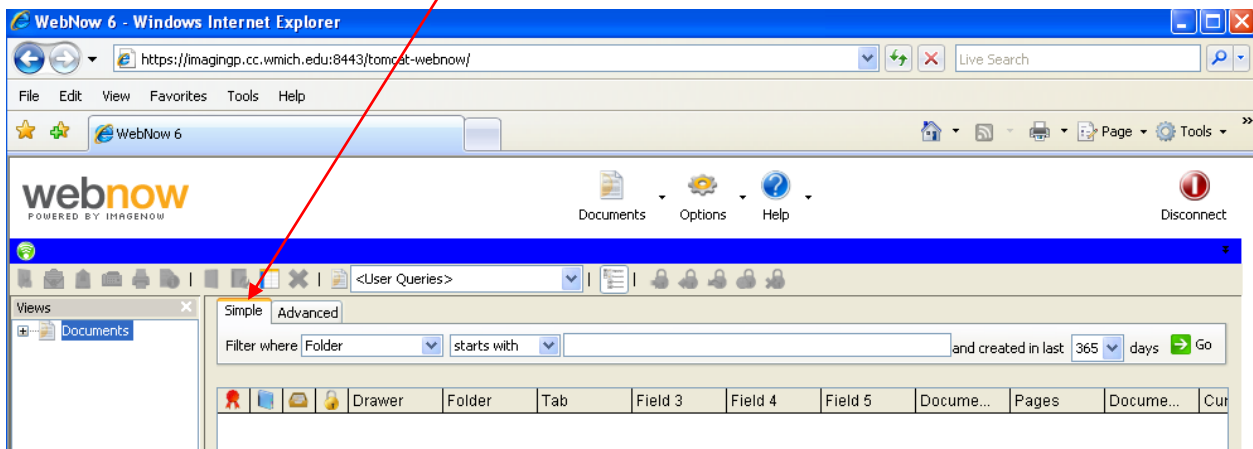 WebNow 6 - Windows Internet Explorer
https://imagingp.cc.wmich.edu:8443/tomcat-webnow/
Live Search
File Edit View Favorites Tools Help
WebNow 6
Page Tools
webnow
POWERED BY IMAGENOW
Documents Options Help Disconnect
<User Queries>
Views
Documents
Simple Advanced
Filter where Folder starts with and created in last 365 days Go
Drawer Folder Tab Field 3 Field 4 Field 5 Docume... Pages Docume... Cur